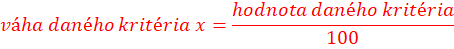 váha daného kritéria x = hodnota daného kritéria / 100